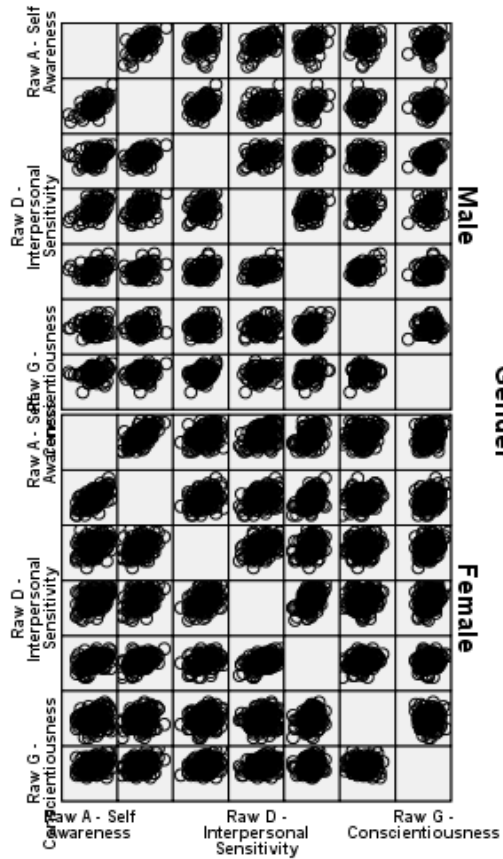 Raw A - Self
Awareness
Raw D -
Interpersonal
Sensitivity
Raw G -
Conscientiousness
Male
Raw A - Self
Awareness
Raw D -
Interpersonal
Sensitivity
Raw G -
Conscientiousness
Female
Gender
Raw A - Self
Awareness
Raw D -
Interpersonal
Sensitivity
Raw G -
Conscientiousness